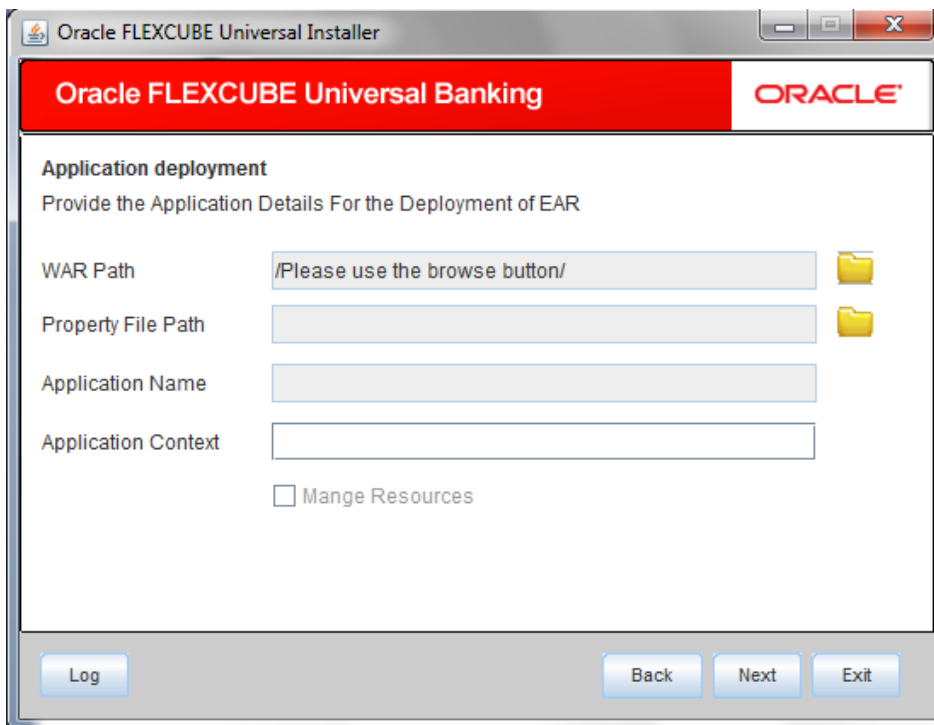 Oracle FLEXCUBE Universal Installer
Oracle FLEXCUBE Universal Banking
ORACLE
Application deployment
Provide the Application Details For the Deployment of EAR
WAR Path /Please use the browse button/
Property File Path
Application Name
Application Context
Mange Resources
Log Back Next Exit